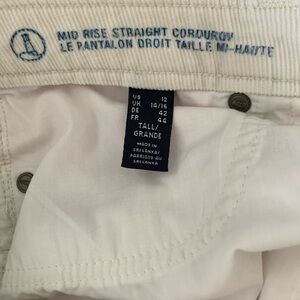 MID RISE STRAIGHT CORDUROY
LE PANTALON DROIT TAILLE MI-HAUTE
US 12
UK 14/16
DE 42
FR 44
TALL/
GRANDE
MADE IN
SRI LANKA/
FABRIQUÉ AU
SRI LANKA